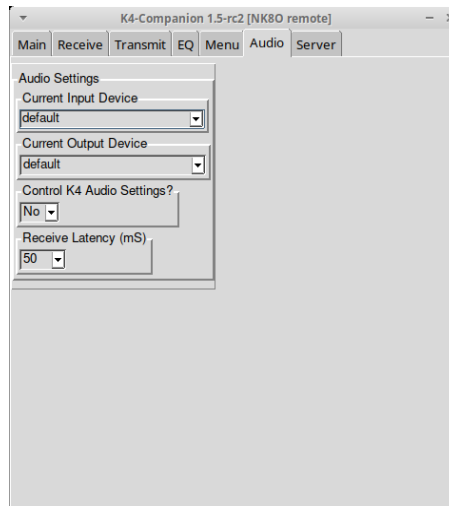 K4-Companion 1.5-rc2 [NK8O remote]
Main Receive Transmit EQ Menu Audio Server
Audio Settings
Current Input Device
default
Current Output Device
default
Control K4 Audio Settings?
No
Receive Latency (mS)
50